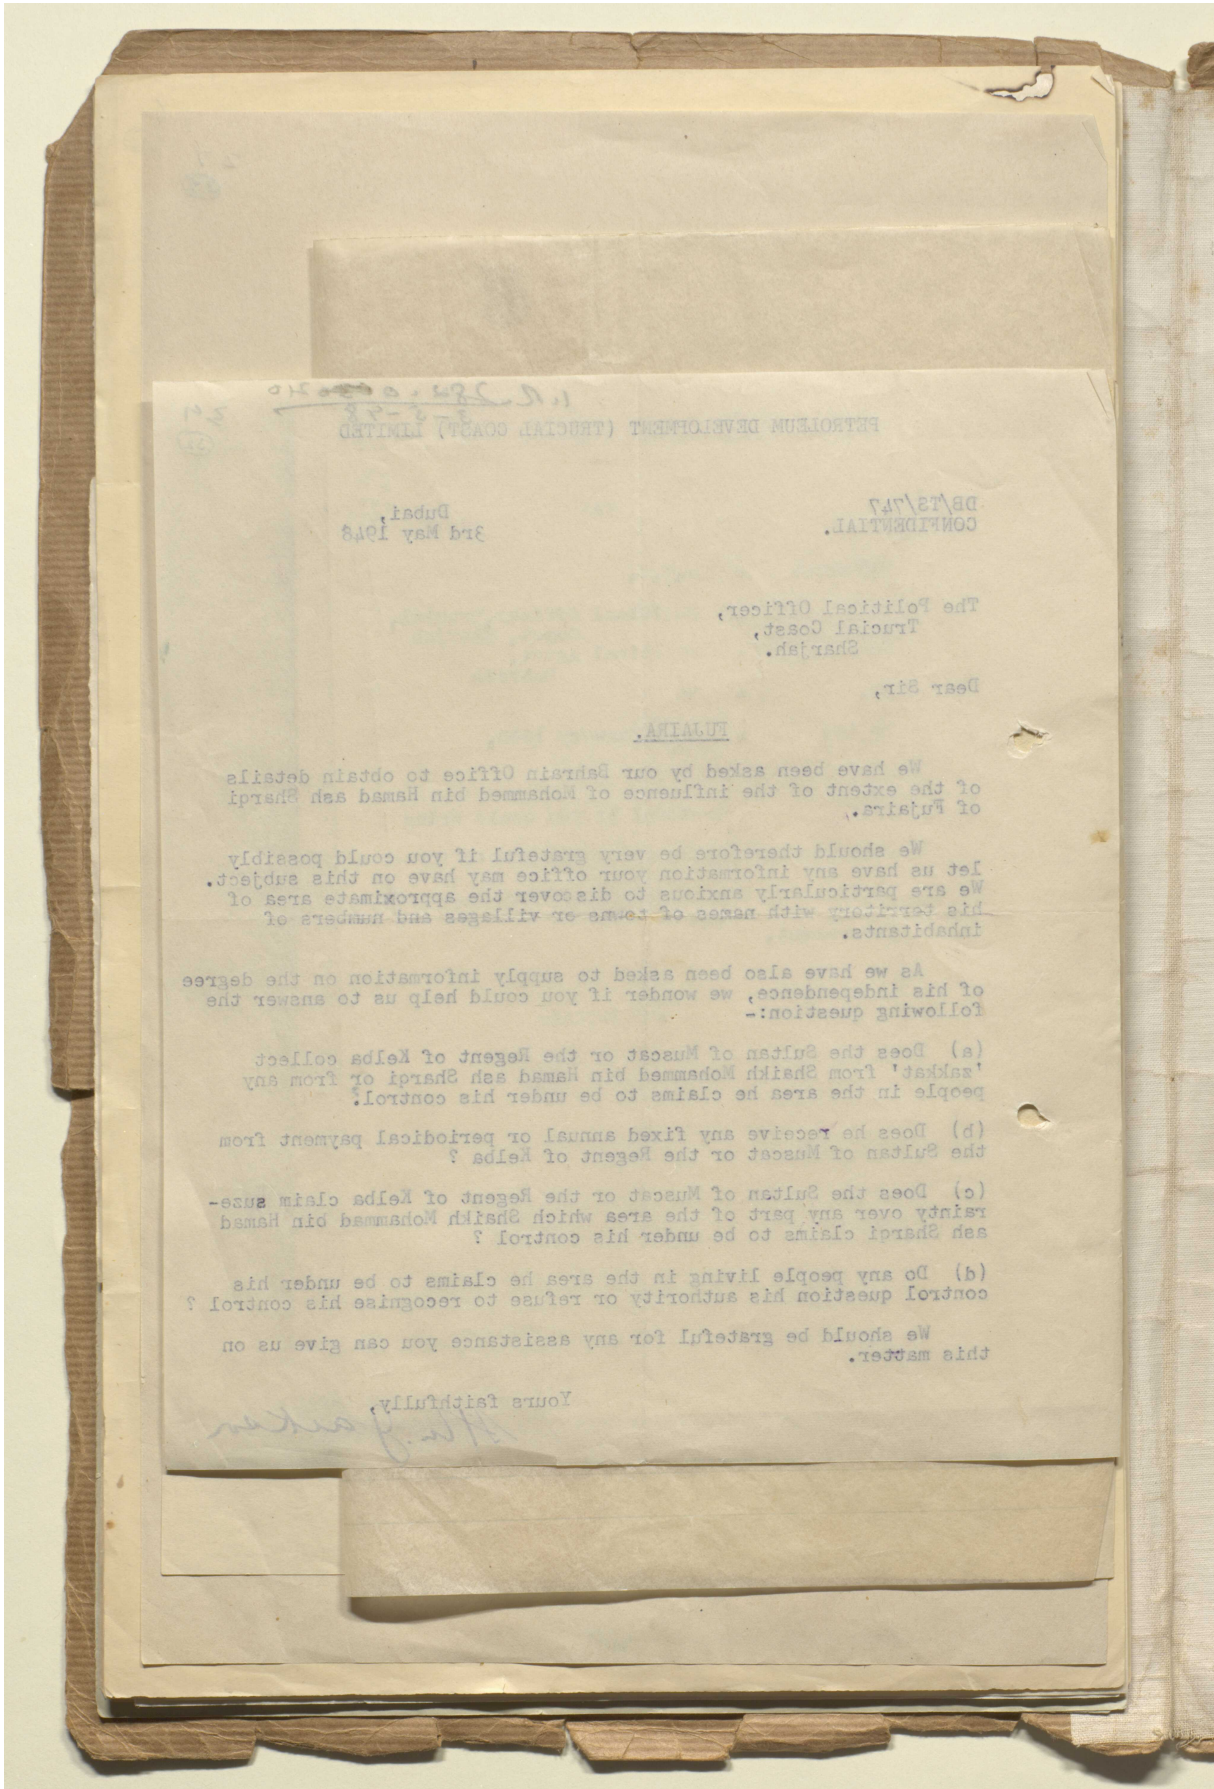 PETROLEUM DEVELOPMENT (TRUCIAL COAST) LIMITED
3-5-48
DB/TS/747
CONFIDENTIAL.
Dubai,
3rd May 1948
The Political Officer,
Trucial Coast,
Sharjah.
Dear Sir,
FUJAIRA.
We have been asked by our Bahrain Office to obtain details
of the extent of the influence of Mohammed bin Hamad ash Sharqi
of Fujaira.
We should therefore be very grateful if you could possibly
let us have any information your office may have on this subject.
We are particularly anxious to discover the approximate area of
his territory with names of towns or villages and numbers of
inhabitants.
As we have also been asked to supply information on the degree
of his independence, we wonder if you could help us to answer the
following question:-
(a) Does the Sultan of Muscat or the Regent of Kelba collect
'zakkat' from Shaikh Mohammed bin Hamad ash Sharqi or from any
people in the area he claims to be under his control?
(b) Does he receive any fixed annual or periodical payment from
the Sultan of Muscat or the Regent of Kelba ?
(c) Does the Sultan of Muscat or the Regent of Kelba claim suze-
rainty over any part of the area which Shaikh Mohammad bin Hamad
ash Sharqi claims to be under his control ?
(d) Do any people living in the area he claims to be under his
control question his authority or refuse to recognise his control ?
We should be grateful for any assistance you can give us on
this matter.
Yours faithfully,